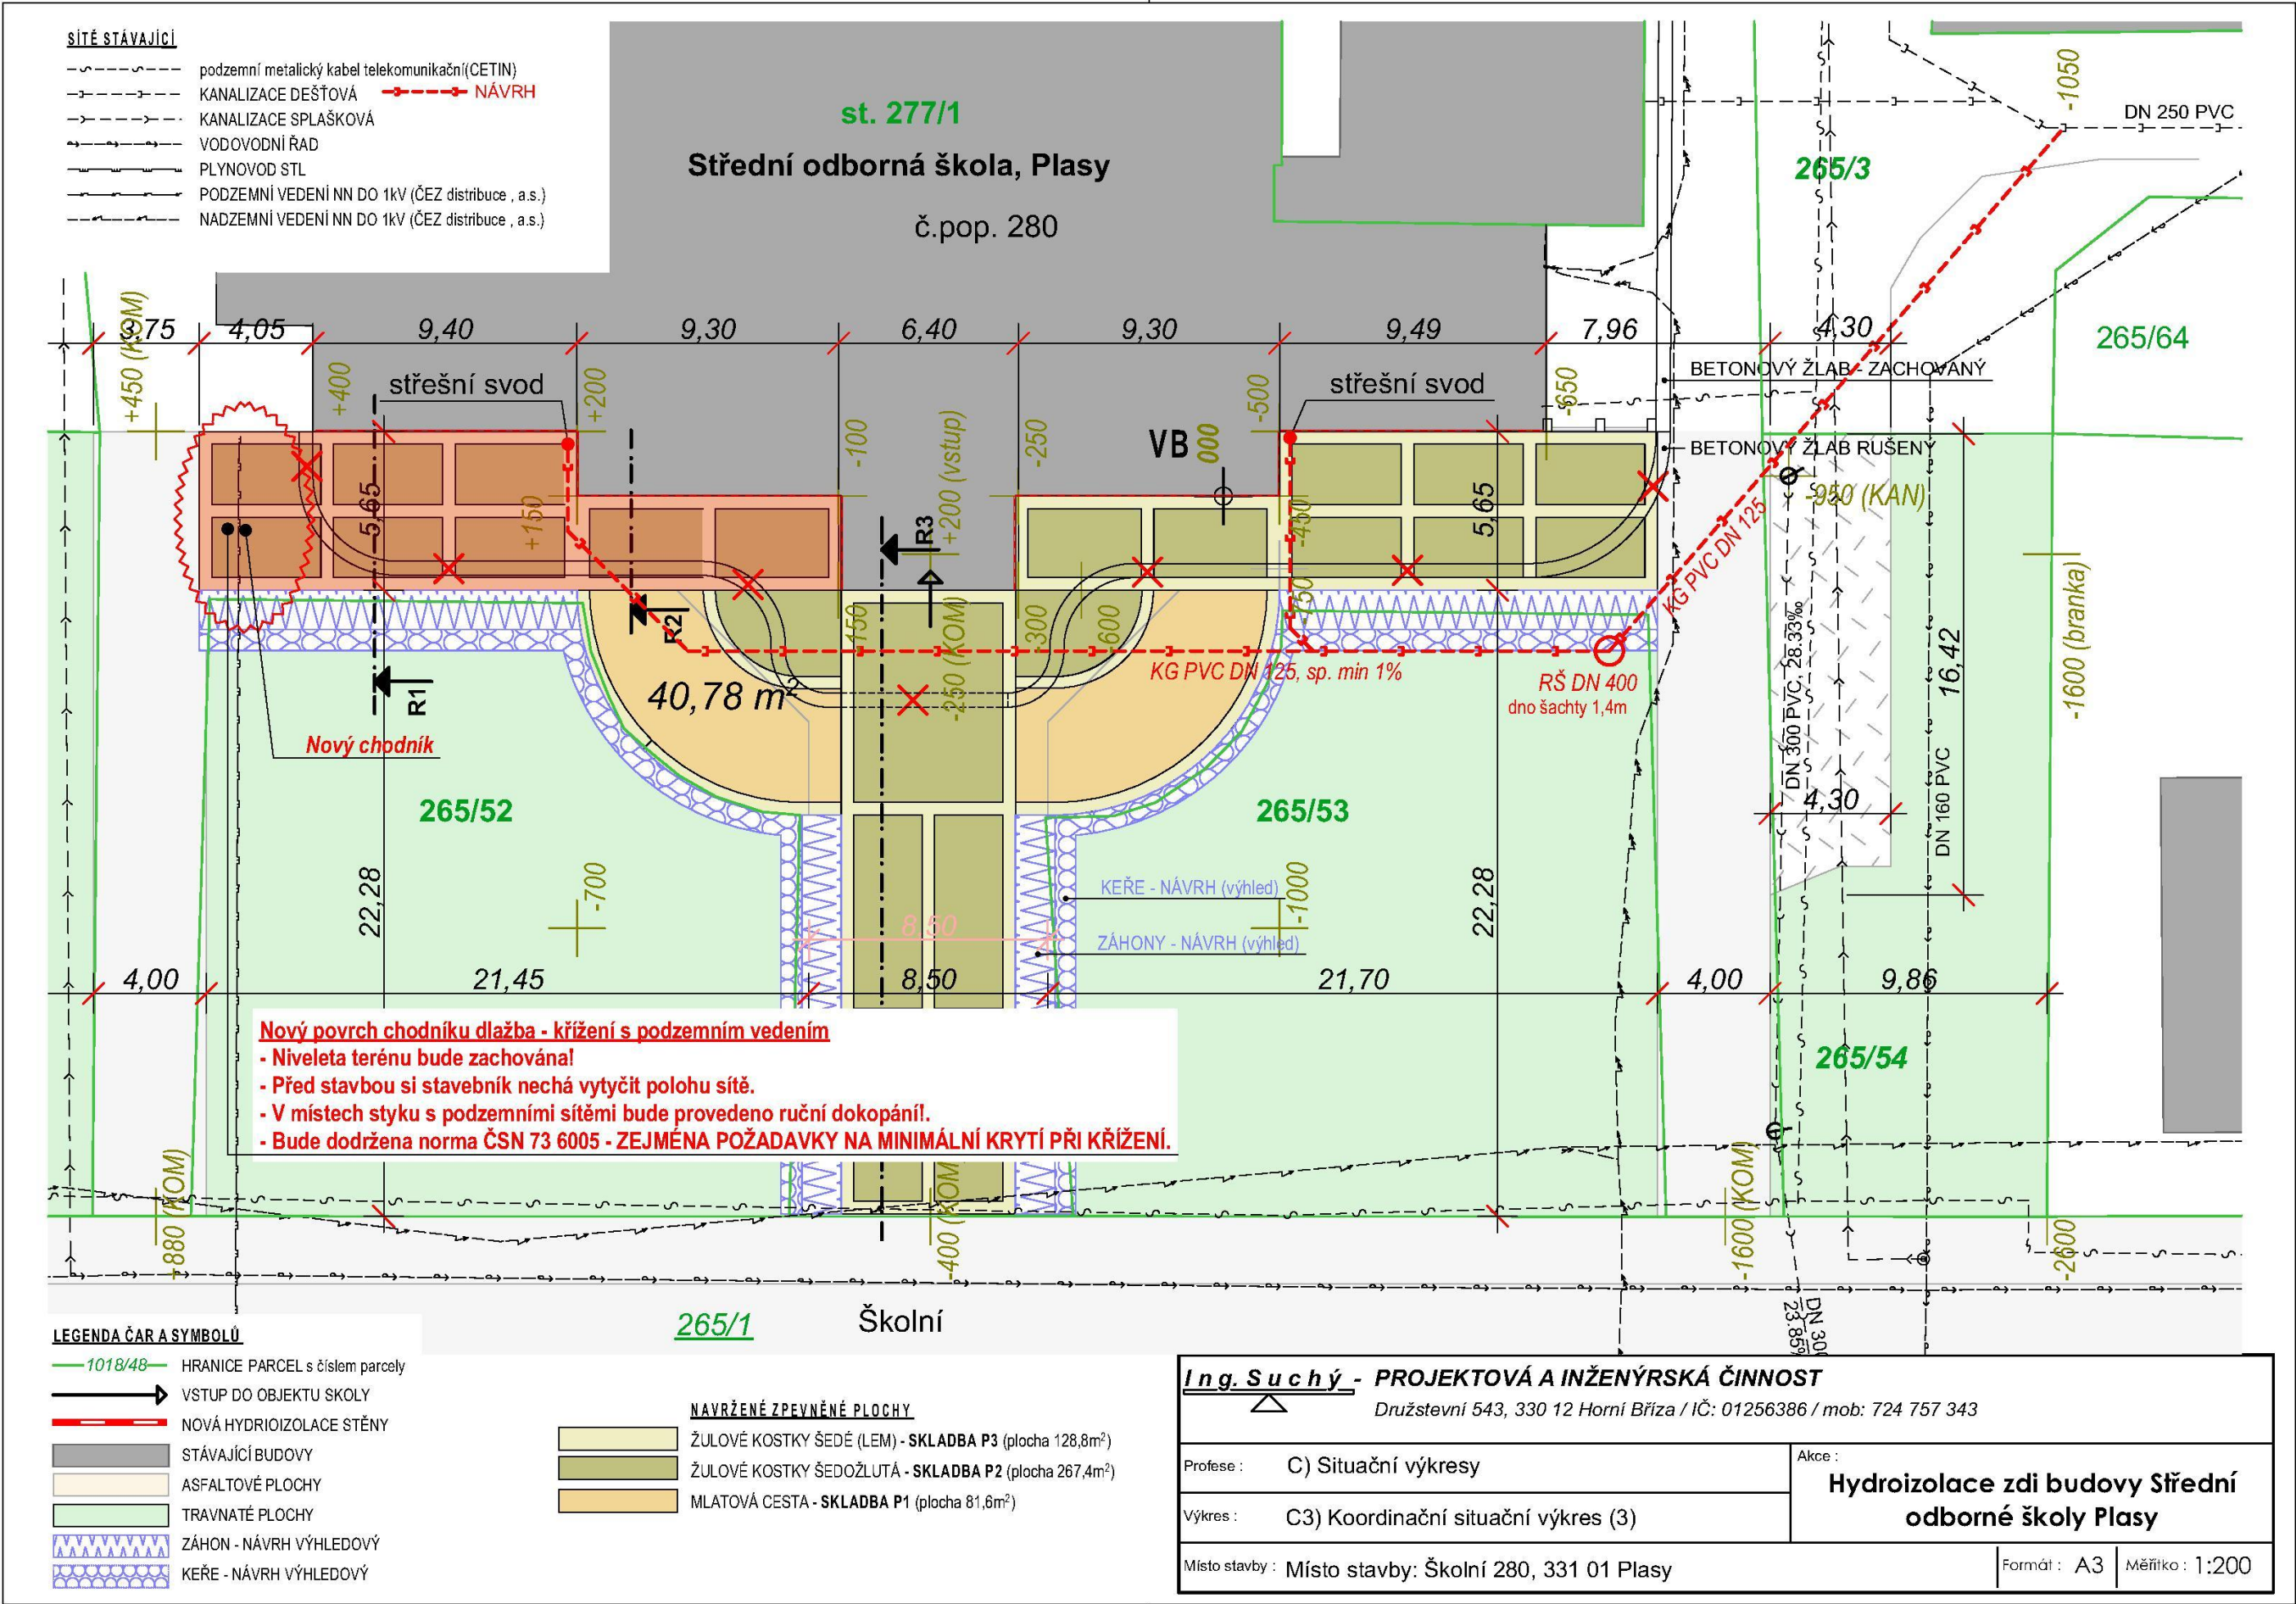 SÍTĚ STÁVAJÍCÍ
podzemní metalický kabel telekomunikační(CETIN)
KANALIZACE DEŠŤOVÁ
NÁVRH
KANALIZACE SPLAŠKOVÁ
VODOVODNÍ ŘAD
PLYNOVOD STL
PODZEMNÍ VEDENÍ NN DO 1kV (ČEZ distribuce , a.s.)
NADZEMNÍ VEDENÍ NN DO 1kV (ČEZ distribuce , a.s.)
st. 277/1
Střední odborná škola, Plasy
č.pop. 280
-1050
DN 250 PVC
265/3
265/64
3,75
4,05
9,40
9,30
6,40
9,30
9,49
7,96
4,30
+450 (KOM)
+400
střešní svod
+200
-100
+200 (vstup)
-250
VB
000
-500
střešní svod
-650
BETONOVÝ ŽLAB - ZACHOVANÝ
BETONOVÝ ŽLAB RUŠENÝ
-950 (KAN)
5,65
+150
R3
-450
5,65
KG PVC DN 125
-1600 (branka)
R2
-150
-250 (KOM)
-300
-600
-750
KG PVC DN 125, sp. min 1%
RŠ DN 400
dno šachty 1,4m
DN 300 PVC, 28.33‰
16,42
DN 160 PVC
4,30
R1
40,78 m²
Nový chodník
265/52
265/53
22,28
-700
KEŘE - NÁVRH (výhled)
-1000
22,28
8,50
ZÁHONY - NÁVRH (výhled)
4,00
21,45
8,50
21,70
4,00
9,86
265/54
Nový povrch chodníku dlažba - křížení s podzemním vedením
- Niveleta terénu bude zachována!
- Před stavbou si stavebník nechá vytyčit polohu sítě.
- V místech styku s podzemními sítěmi bude provedeno ruční dokopání!.
- Bude dodržena norma ČSN 73 6005 - ZEJMÉNA POŽADAVKY NA MINIMÁLNÍ KRYTÍ PŘI KŘÍŽENÍ.
-880 (KOM)
-400 (KOM)
-1600 (KOM)
-2600
DN 300
23.85
265/1
Školní
LEGENDA ČAR A SYMBOLŮ
1018/48
HRANICE PARCEL s číslem parcely
VSTUP DO OBJEKTU SKOLY
NOVÁ HYDRIOIZOLACE STĚNY
STÁVAJÍCÍ BUDOVY
ASFALTOVÉ PLOCHY
TRAVNATÉ PLOCHY
ZÁHON - NÁVRH VÝHLEDOVÝ
KEŘE - NÁVRH VÝHLEDOVÝ
NAVRŽENÉ ZPEVNĚNÉ PLOCHY
ŽULOVÉ KOSTKY ŠEDÉ (LEM) - SKLADBA P3 (plocha 128,8m²)
ŽULOVÉ KOSTKY ŠEDOŽLUTÁ - SKLADBA P2 (plocha 267,4m²)
MLATOVÁ CESTA - SKLADBA P1 (plocha 81,6m²)
Ing. Suchý - PROJEKTOVÁ A INŽENÝRSKÁ ČINNOST
Družstevní 543, 330 12 Horní Bříza / IČ: 01256386 / mob: 724 757 343
Profese : C) Situační výkresy
Akce :
Hydroizolace zdi budovy Střední
odborné školy Plasy
Výkres : C3) Koordinační situační výkres (3)
Místo stavby : Místo stavby: Školní 280, 331 01 Plasy
Formát : A3
Měřítko : 1:200